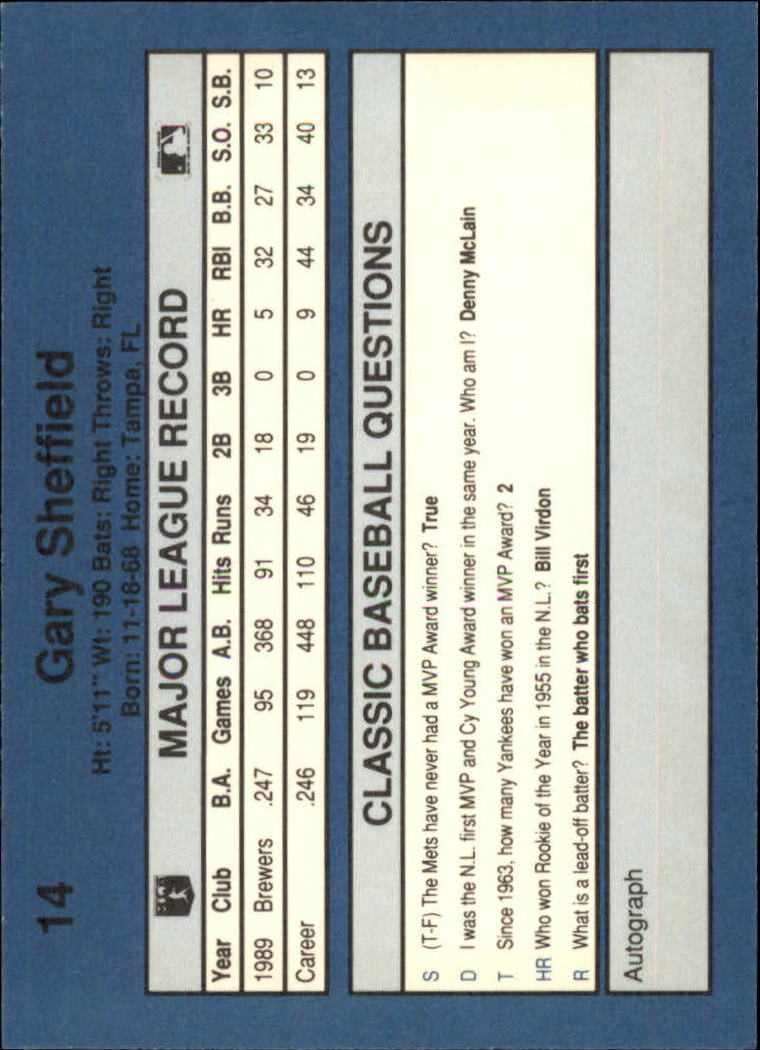 14 Gary Sheffield
Ht: 5'11" Wt: 190 Bats: Right Throws: Right
Born: 11-18-68 Home: Tampa, FL
MAJOR LEAGUE RECORD
Year Club B.A. Games A.B. Hits Runs 2B 3B HR RBI B.B. S.O. S.B.
1989 Brewers .247 95 368 91 34 18 0 5 32 27 33 10
Career .246 119 448 110 46 19 0 9 44 34 40 13
CLASSIC BASEBALL QUESTIONS
S (T-F) The Mets have never had a MVP Award winner? True
D I was the N.L. first MVP and Cy Young Award winner in the same year. Who am I? Denny McLain
T Since 1963, how many Yankees have won an MVP Award? 2
HR Who won Rookie of the Year in 1955 in the N.L.? Bill Virdon
R What is a lead-off batter? The batter who bats first
Autograph